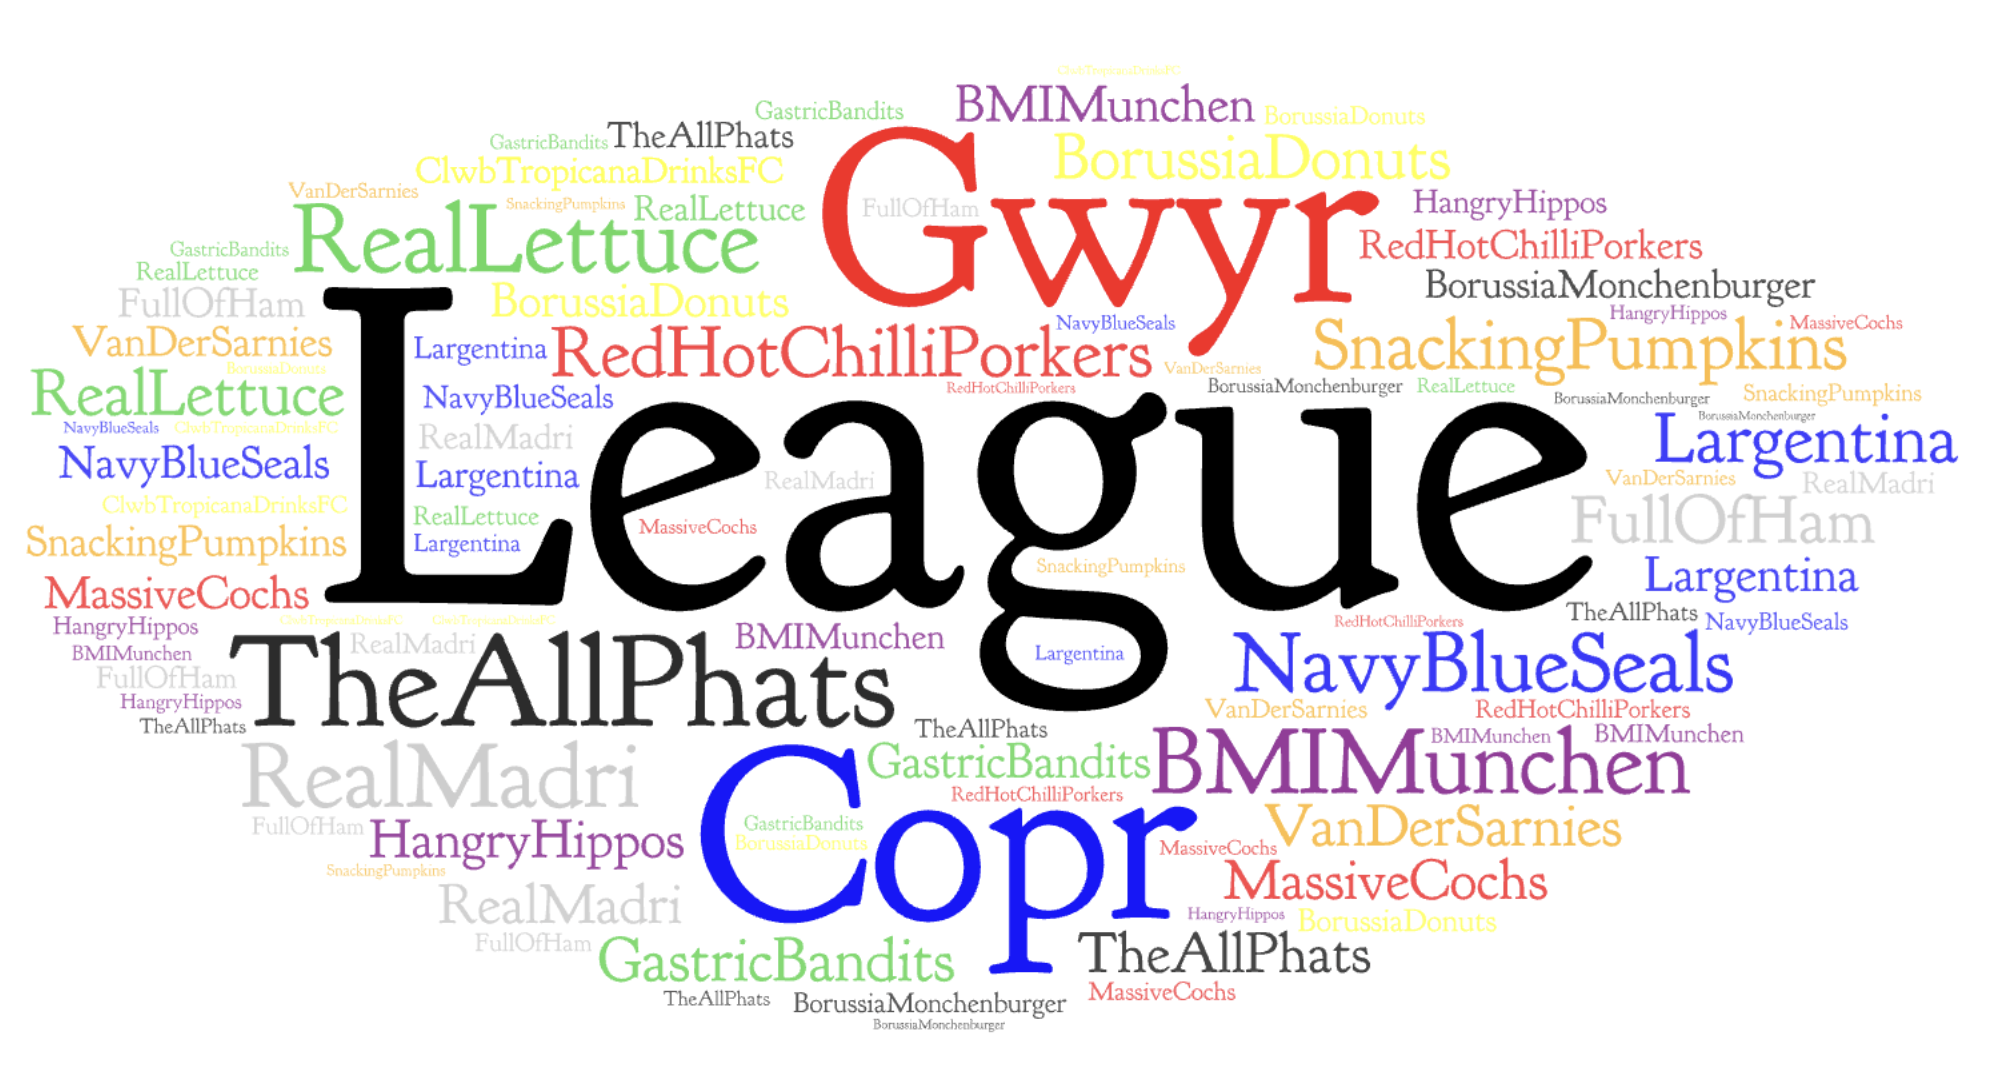 ClwbTropicanaDrinksFC
BMIMunchen
GastricBandits
BorussiaDonuts
TheAllPhats
GastricBandits
BorussiaDonuts
ClwbTropicanaDrinksFC
VanDerSarnies
SnackingPumpkins
RealLettuce
Gwyr
FullOfHam
HangryHippos
RealLettuce
RedHotChilliPorkers
GastricBandits
RealLettuce
BorussiaMonchenburger
FullOfHam
BorussiaDonuts
HangryHippos
NavyBlueSeals
MassiveCochs
VanDerSarnies
Largentina
RedHotChilliPorkers
SnackingPumpkins
BorussiaDonuts
VanDerSarnies
RedHotChilliPorkers
BorussiaMonchenburger
RealLettuce
SnackingPumpkins
RealLettuce
NavyBlueSeals
BorussiaMonchenburger
BorussiaMonchenburger
NavyBlueSeals
ClwbTropicanaDrinksFC
RealMadri
Largentina
NavyBlueSeals
Largentina
League
RealMadri
VanDerSarnies
RealMadri
ClwbTropicanaDrinksFC
RealLettuce
MassiveCochs
FullOfHam
SnackingPumpkins
Largentina
SnackingPumpkins
Largentina
MassiveCochs
TheAllPhats
HangryHippos
ClwbTropicanaDrinksFC
ClwbTropicanaDrinksFC
RedHotChilliPorkers
NavyBlueSeals
BMIMunchen
RealMadri
BMIMunchen
Largentina
NavyBlueSeals
FullOfHam
TheAllPhats
HangryHippos
VanDerSarnies
RedHotChilliPorkers
TheAllPhats
TheAllPhats
BMIMunchen
BMIMunchen
RealMadri
GastricBandits
BMIMunchen
RedHotChilliPorkers
FullOfHam
HangryHippos
GastricBandits
BorussiaDonuts
Copr
VanDerSarnies
MassiveCochs
SnackingPumpkins
MassiveCochs
RealMadri
HangryHippos
BorussiaDonuts
FullOfHam
GastricBandits
TheAllPhats
TheAllPhats
BorussiaMonchenburger
MassiveCochs
BorussiaMonchenburger